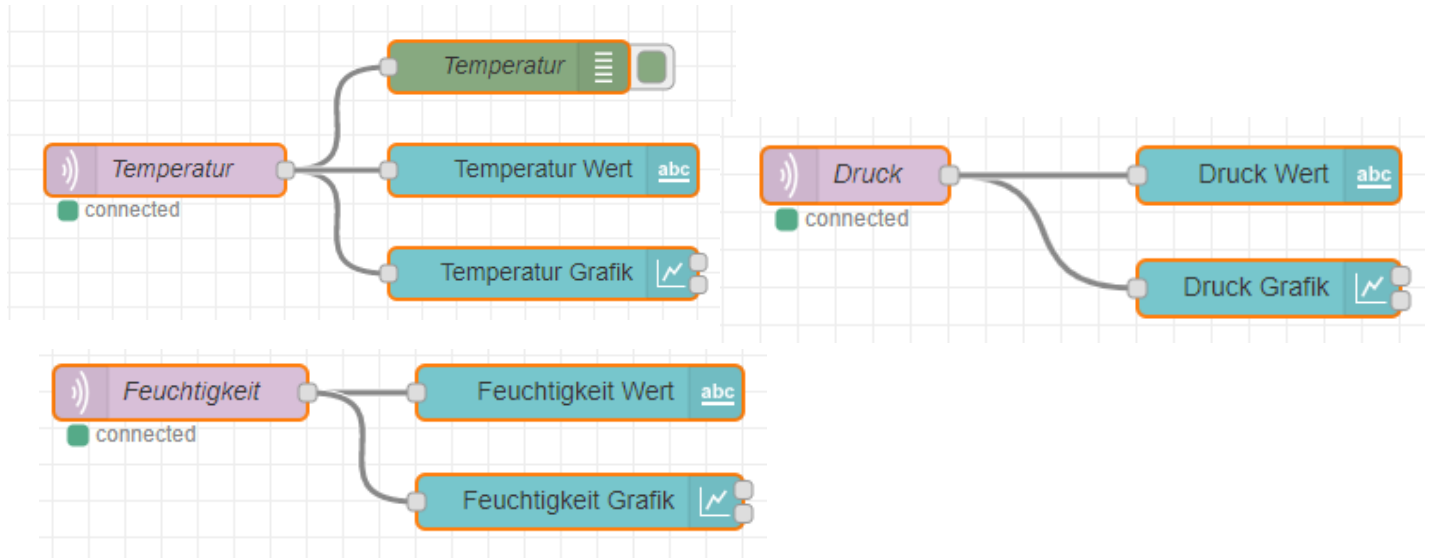 Temperatur
Temperatur
Temperatur Wert
abc
connected
Temperatur Grafik
Druck
Druck Wert
abc
connected
Druck Grafik
Feuchtigkeit
Feuchtigkeit Wert
abc
connected
Feuchtigkeit Grafik